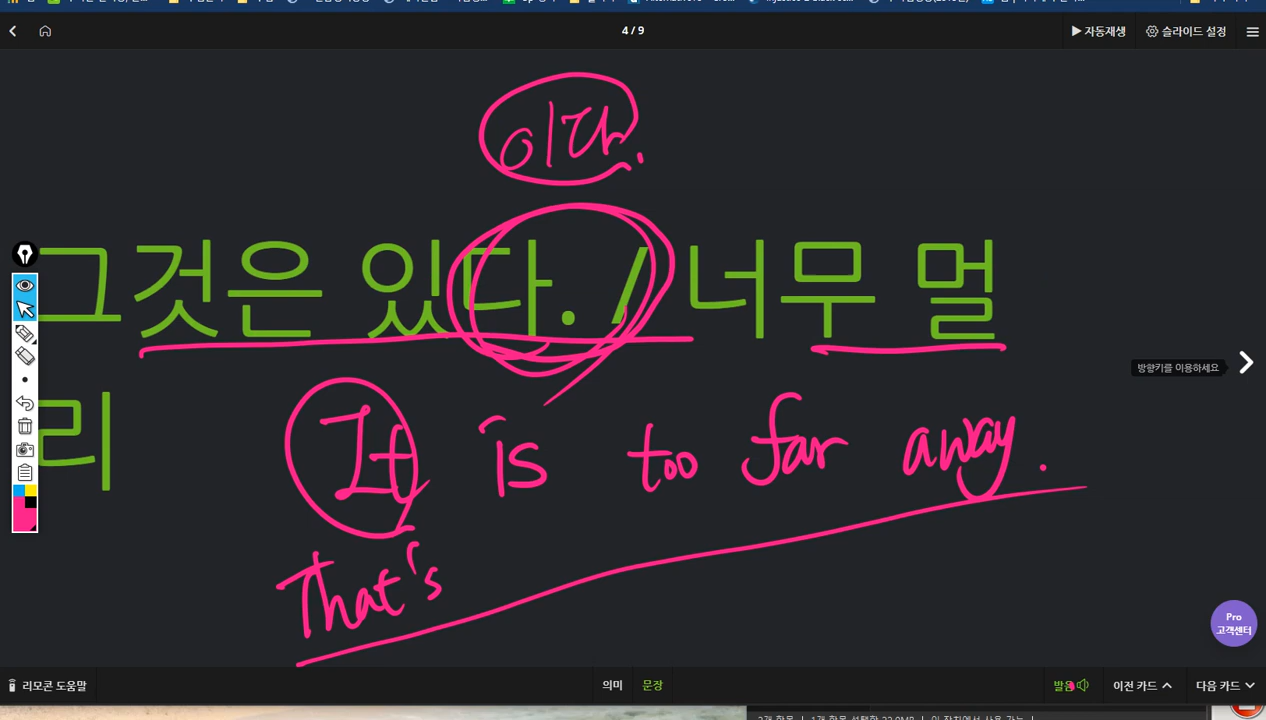 4 / 9
자동재생
슬라이드 설정
이다.
그것은 있다. / 너무 멀
리
방향키를 이용하세요
It is too far away.
That's
Pro
고객센터
리모콘 도움말
의미
문장
발음
이전 카드
다음 카드